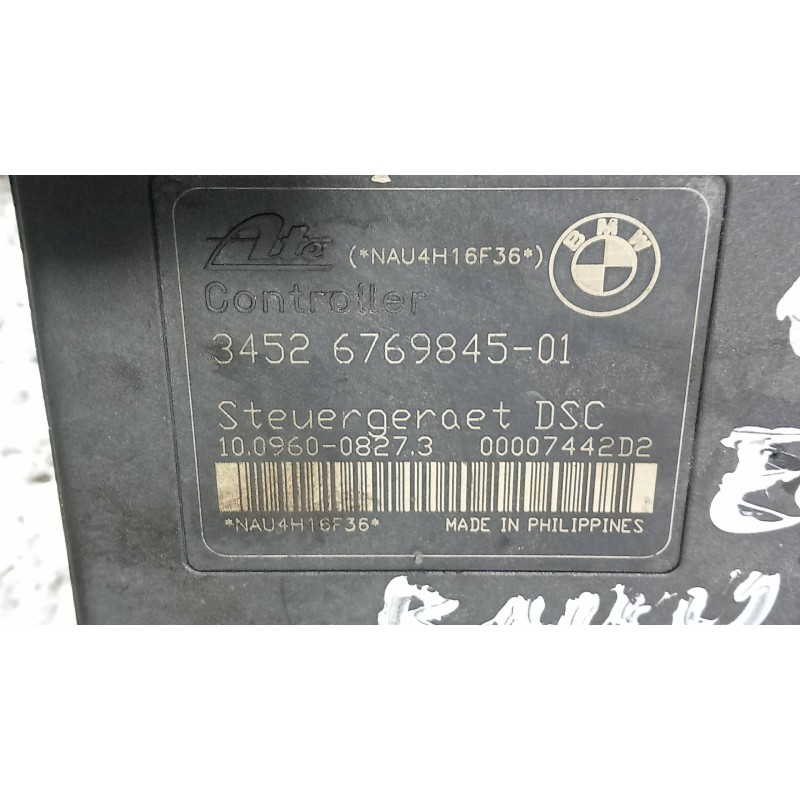 Ate (*NAU4H16F36*) BMW
Controller
3452 6769845-01
Steuergeraet DSC
10.0960-0827.3 00007442D2
*NAU4H16F36* MADE IN PHILIPPINES